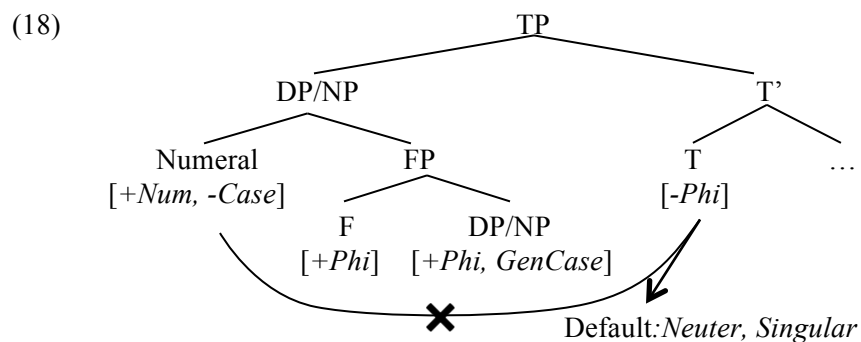 (18) TP
DP/NP T’
Numeral FP T …
[+Num, -Case] [-Phi]
F DP/NP
[+Phi] [+Phi, GenCase]
Default:Neuter, Singular